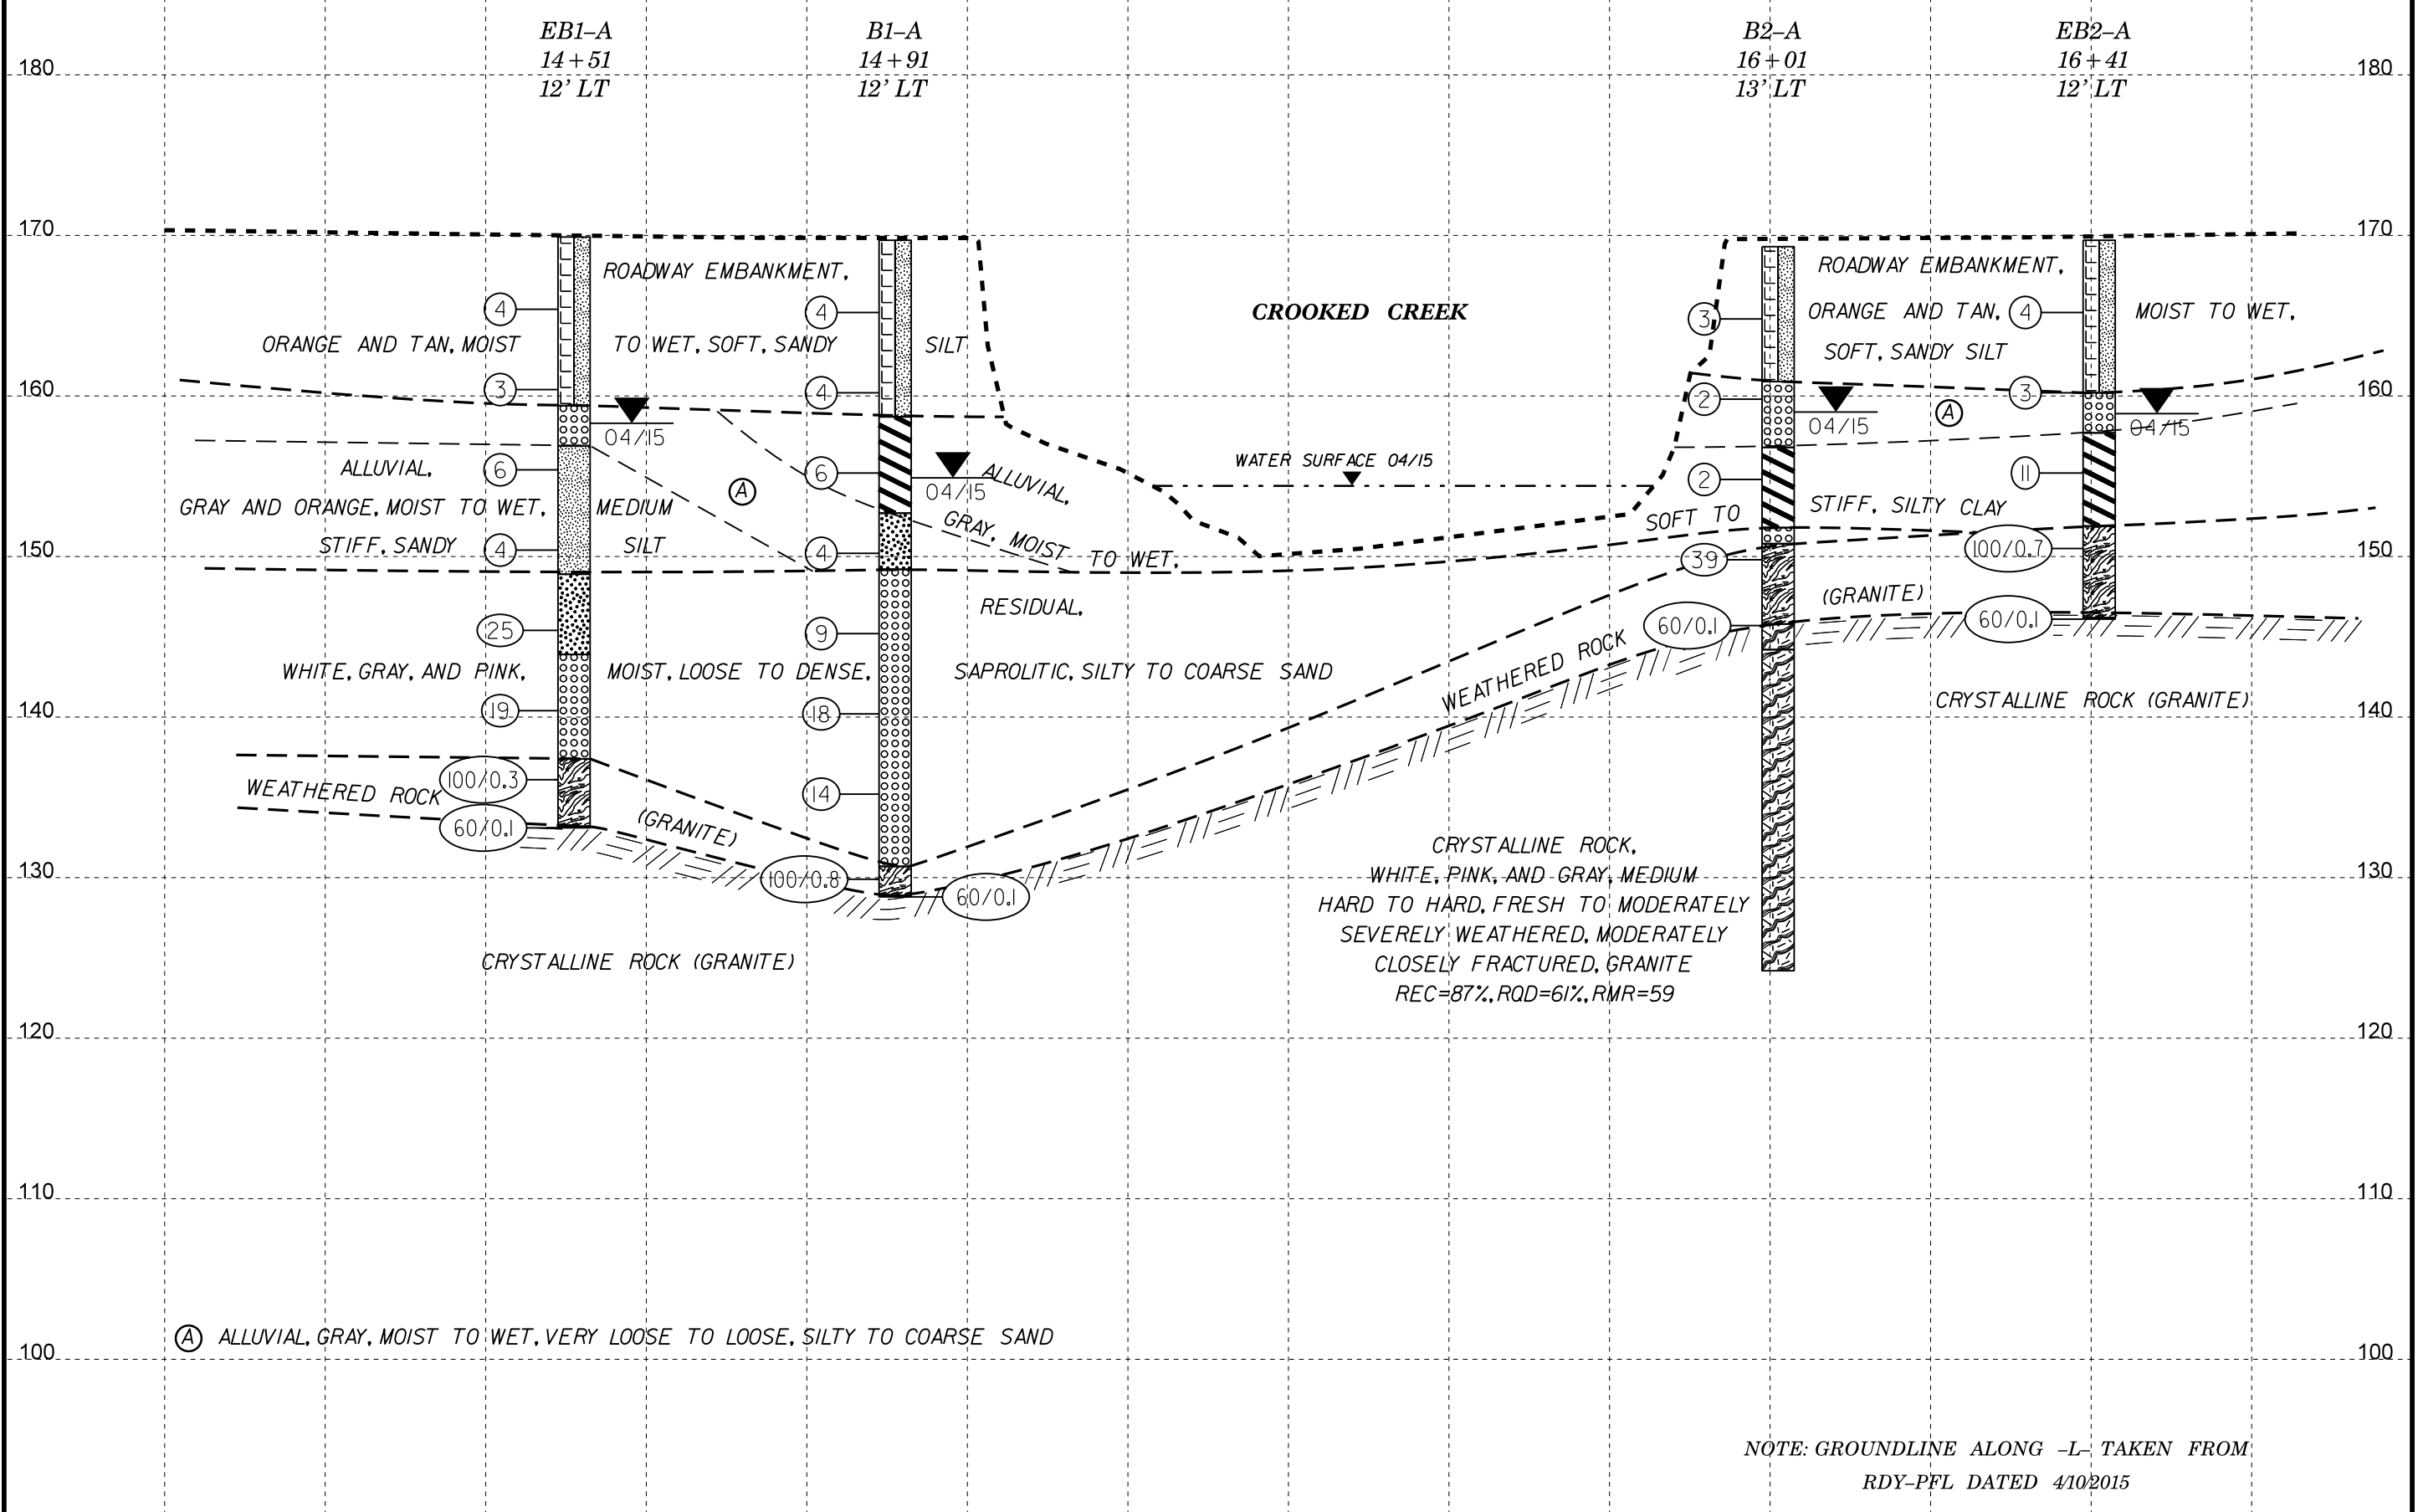 EB1–A
14+51
12' LT
B1–A
14+91
12' LT
B2–A
16+01
13' LT
EB2–A
16+41
12' LT
180
180
170
170
ROADWAY EMBANKMENT,
ORANGE AND TAN, MOIST TO WET, SOFT, SANDY SILT
4
4
3
4
CROOKED CREEK
ROADWAY EMBANKMENT,
ORANGE AND TAN, MOIST TO WET,
SOFT, SANDY SILT
3
4
2
3
160
160
04/15
04/15
04/15
04/15
A
A
WATER SURFACE 04/15
ALLUVIAL,
GRAY AND ORANGE, MOIST TO WET, MEDIUM
STIFF, SANDY SILT
6
4
6
4
ALLUVIAL,
GRAY, MOIST TO WET,
SOFT TO STIFF, SILTY CLAY
2
11
150
150
39
100/0.7
60/0.1
60/0.1
(GRANITE)
RESIDUAL,
WHITE, GRAY, AND PINK, MOIST, LOOSE TO DENSE, SAPROLITIC, SILTY TO COARSE SAND
25
9
19
18
14
WEATHERED ROCK
CRYSTALLINE ROCK (GRANITE)
140
140
WEATHERED ROCK (GRANITE)
100/0.3
60/0.1
100/0.8
60/0.1
130
130
CRYSTALLINE ROCK (GRANITE)
CRYSTALLINE ROCK,
WHITE, PINK, AND GRAY, MEDIUM
HARD TO HARD, FRESH TO MODERATELY
SEVERELY WEATHERED, MODERATELY
CLOSELY FRACTURED, GRANITE
REC=87%, RQD=61%, RMR=59
120
120
110
110
A ALLUVIAL, GRAY, MOIST TO WET, VERY LOOSE TO LOOSE, SILTY TO COARSE SAND
100
100
NOTE: GROUNDLINE ALONG –L– TAKEN FROM
RDY–PFL DATED 4/10/2015